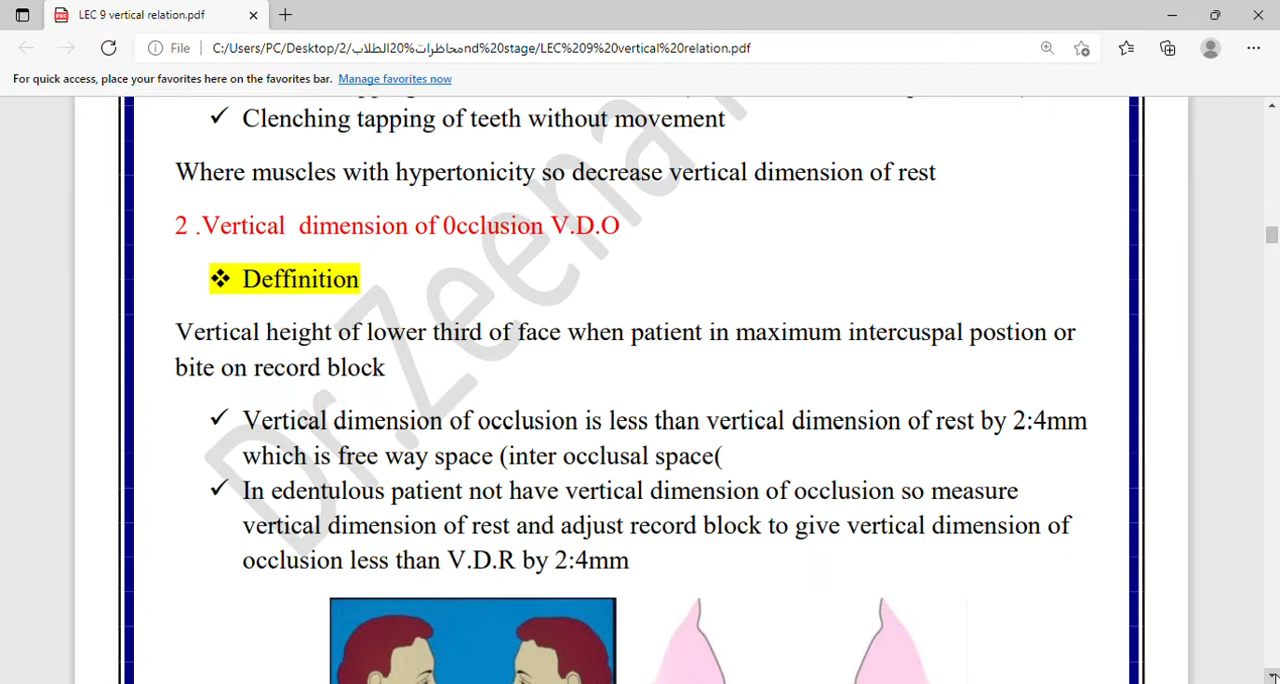 LEC 9 vertical relation.pdf
File C:/Users/PC/Desktop/2/محاظرات%20الطلابnd%20stage/LEC%209%20vertical%20relation.pdf
For quick access, place your favorites here on the favorites bar. Manage favorites now
✓ Clenching tapping of teeth without movement
Where muscles with hypertonicity so decrease vertical dimension of rest
2 .Vertical dimension of 0cclusion V.D.O
❖ Deffinition
Vertical height of lower third of face when patient in maximum intercuspal postion or
bite on record block
✓ Vertical dimension of occlusion is less than vertical dimension of rest by 2:4mm
which is free way space (inter occlusal space(
✓ In edentulous patient not have vertical dimension of occlusion so measure
vertical dimension of rest and adjust record block to give vertical dimension of
occlusion less than V.D.R by 2:4mm
Dr.Zeena